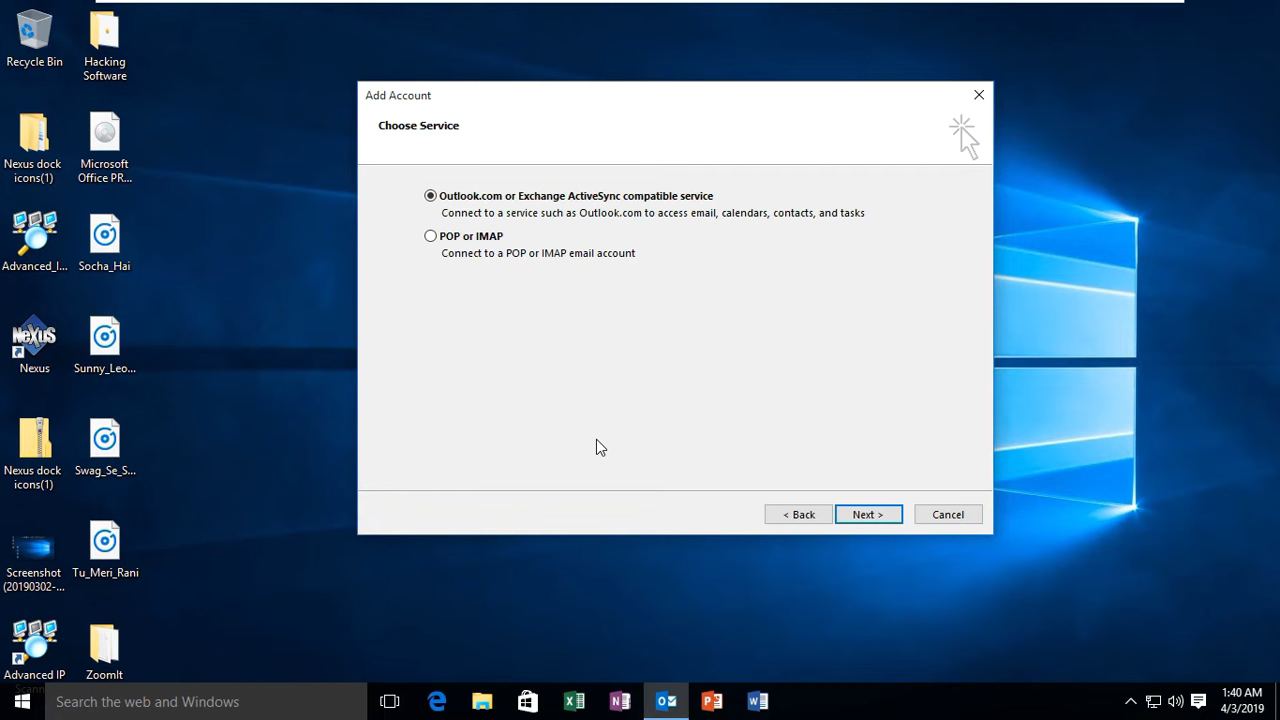 Recycle Bin
Hacking
Software
Nexus dock
icons(1)
Microsoft
Office PR...
Advanced_I...
Socha_Hai
NeXuS
Nexus
Sunny_Leo...
Nexus dock
icons(1)
Swag_Se_S...
Screenshot
(20190302-...
Tu_Meri_Rani
Advanced IP
ZoomIt
Add Account
Choose Service
Outlook.com or Exchange ActiveSync compatible service
Connect to a service such as Outlook.com to access email, calendars, contacts, and tasks
POP or IMAP
Connect to a POP or IMAP email account
< Back
Next >
Cancel
Search the web and Windows
1:40 AM
4/3/2019